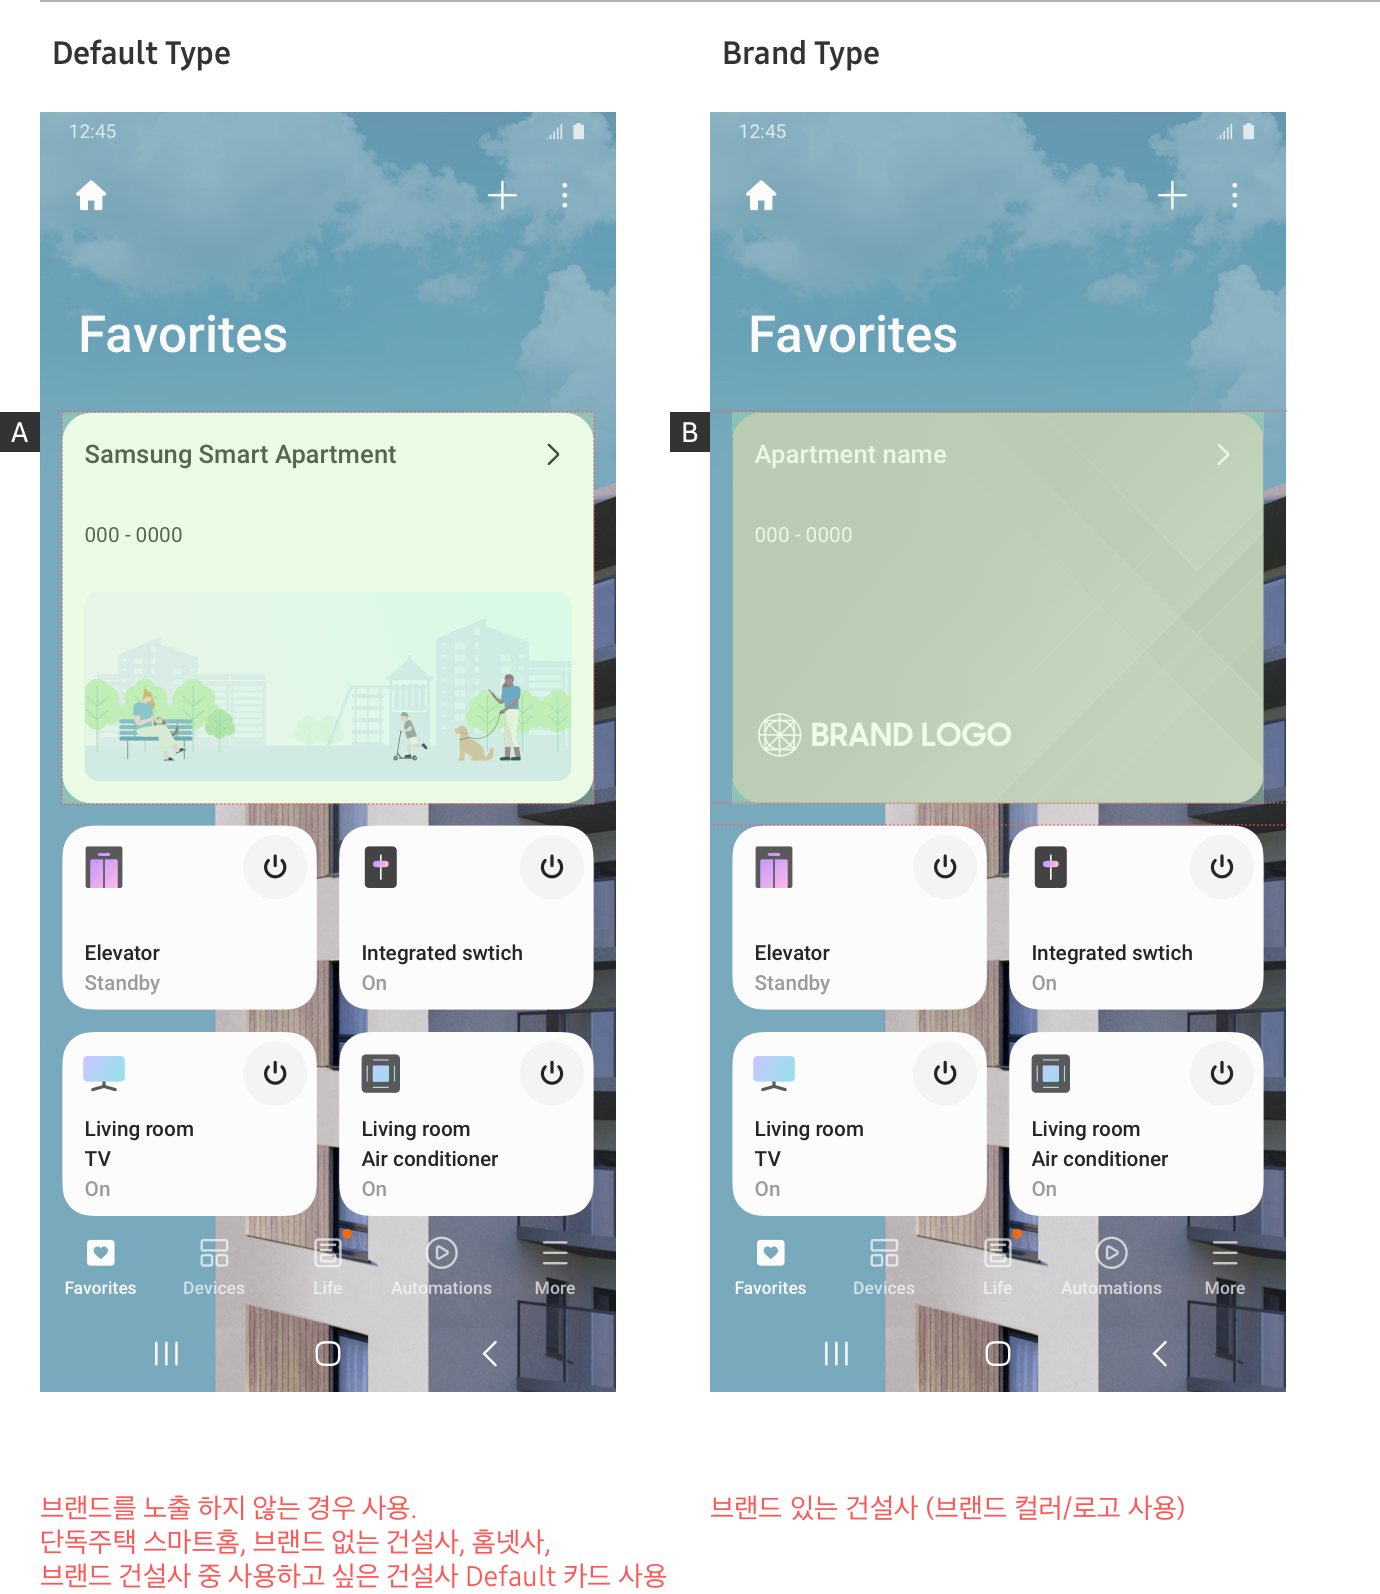 Default Type
12:45
Favorites
A
Samsung Smart Apartment
000 - 0000
Elevator
Standby
Integrated swtich
On
Living room
TV
On
Living room
Air conditioner
On
Favorites
Devices
Life
Automations
More
브랜드를 노출 하지 않는 경우 사용.
단독주택 스마트홈, 브랜드 없는 건설사, 홈넷사,
브랜드 건설사 중 사용하고 싶은 건설사 Default 카드 사용
Brand Type
12:45
Favorites
B
Apartment name
000 - 0000
BRAND LOGO
Elevator
Standby
Integrated swtich
On
Living room
TV
On
Living room
Air conditioner
On
Favorites
Devices
Life
Automations
More
브랜드 있는 건설사 (브랜드 컬러/로고 사용)